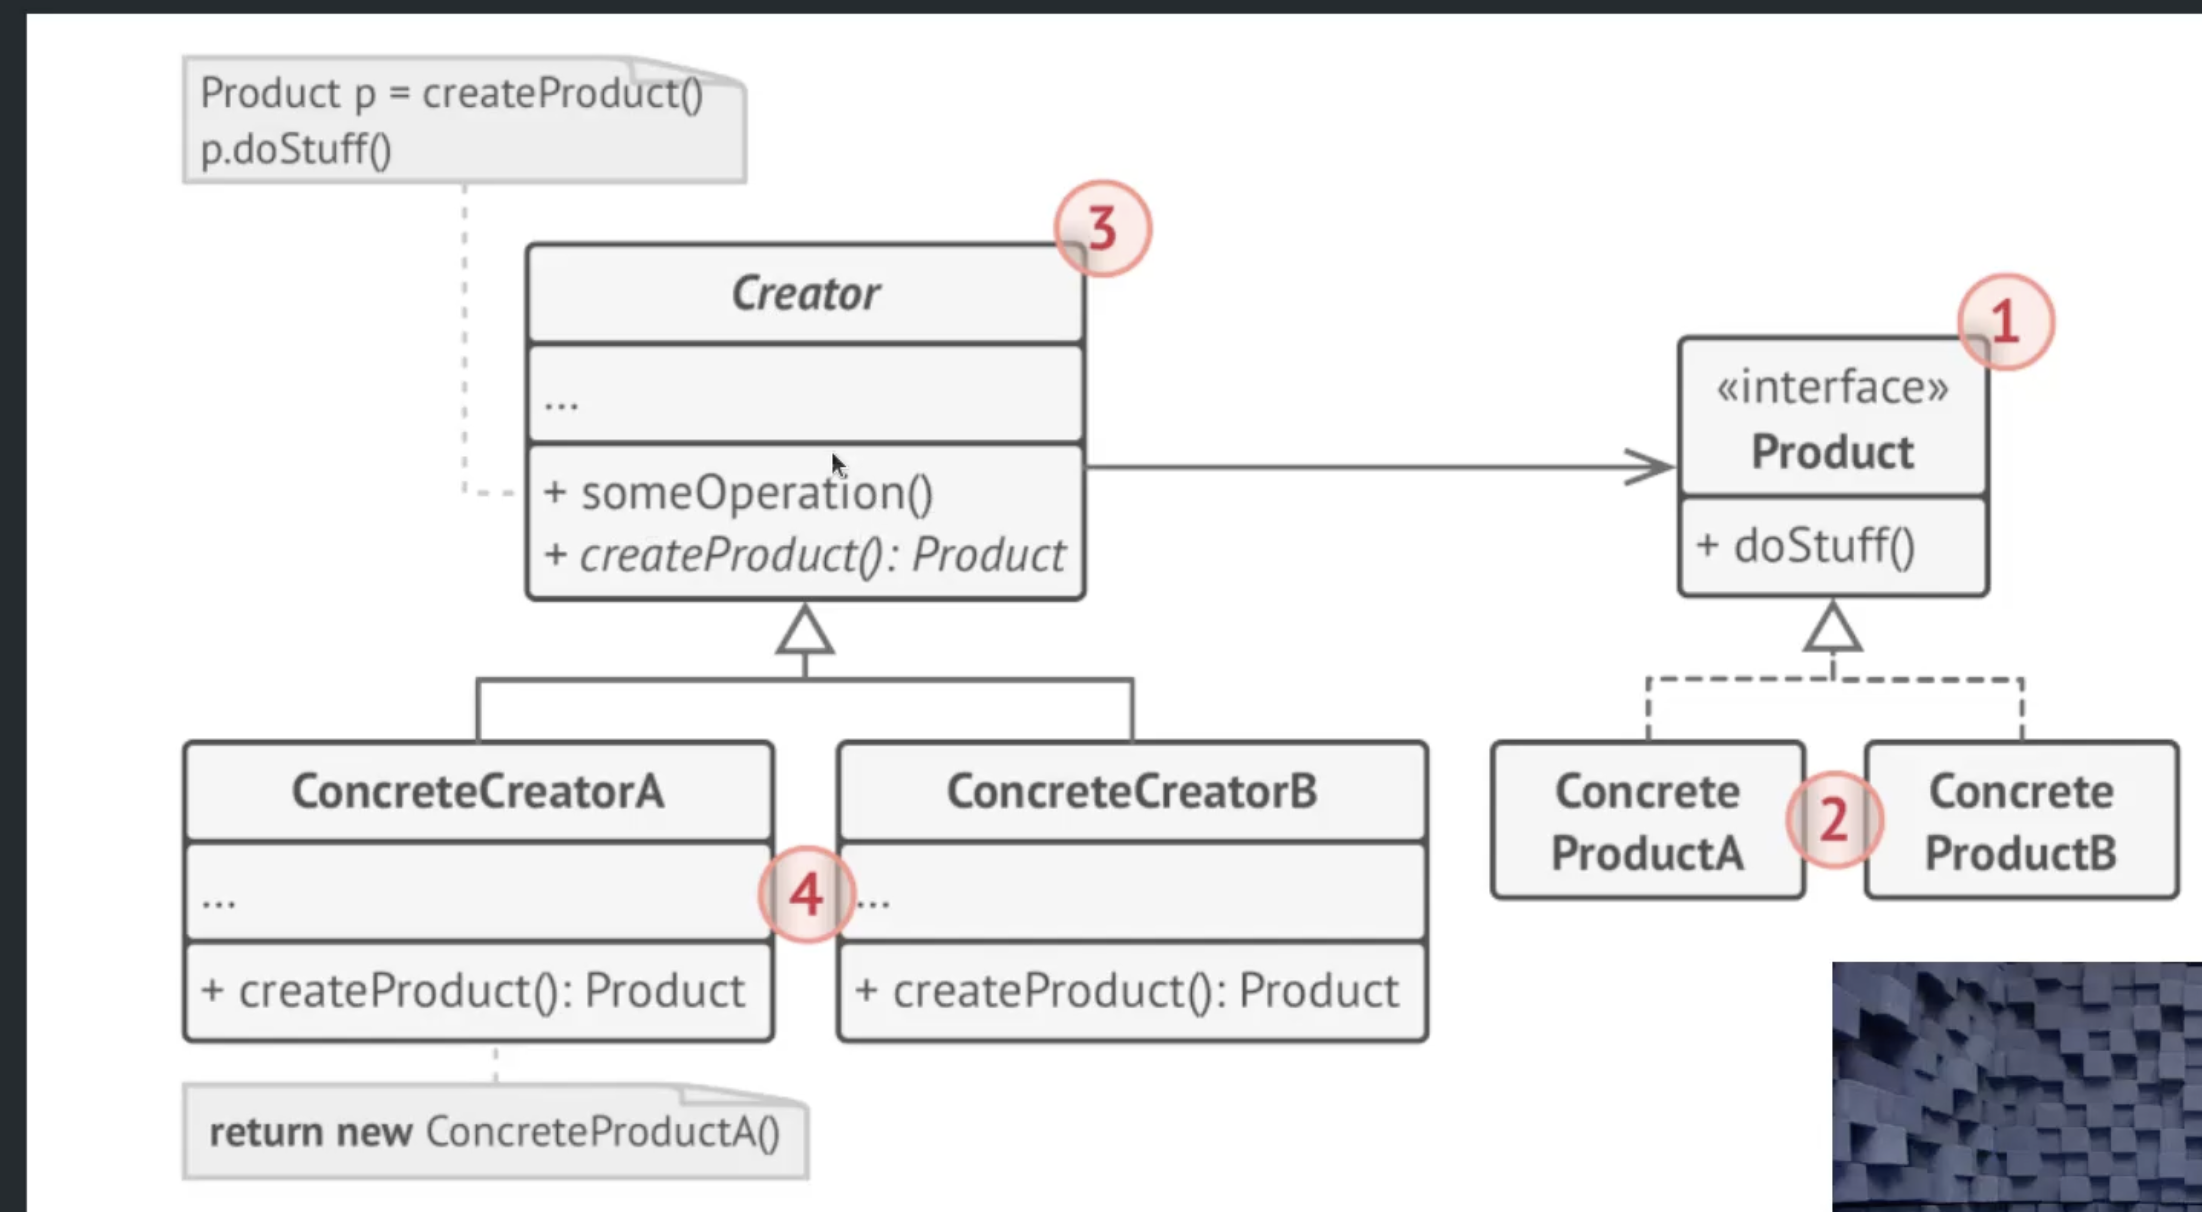 Product p = createProduct()
p.doStuff()
3
Creator
...
+ someOperation()
+ createProduct(): Product
1
«interface»
Product
+ doStuff()
ConcreteCreatorA
...
+ createProduct(): Product
4
ConcreteCreatorB
...
+ createProduct(): Product
Concrete
ProductA
2
Concrete
ProductB
return new ConcreteProductA()